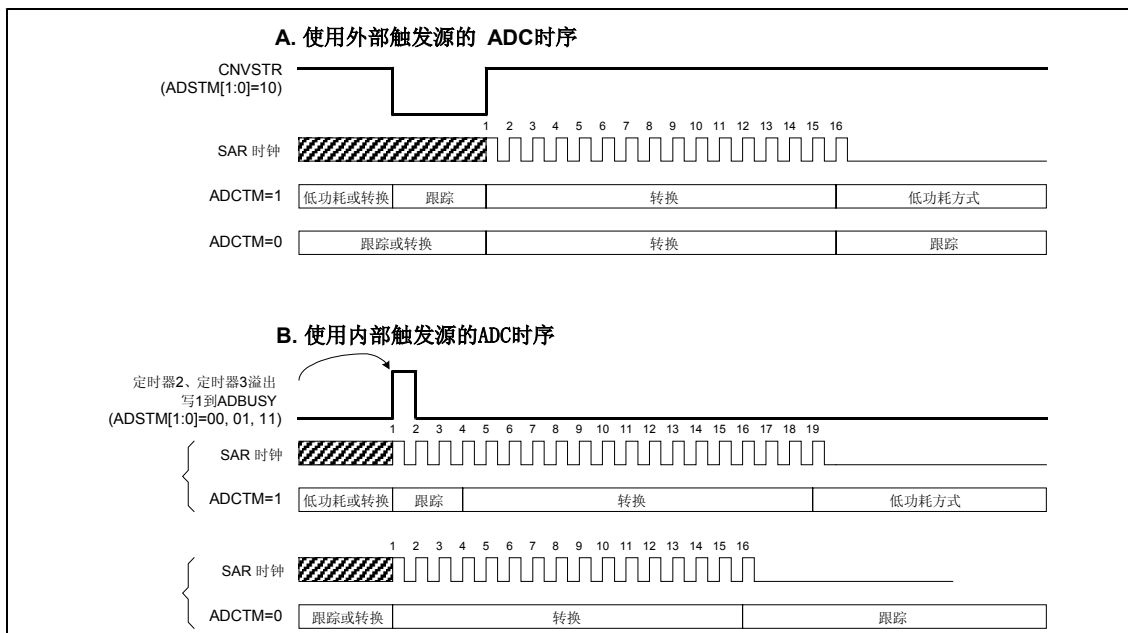 A. 使用外部触发源的 ADC时序
CNVSTR
(ADSTM[1:0]=10)
1 2 3 4 5 6 7 8 9 10 11 12 13 14 15 16
SAR 时钟
ADCTM=1 低功耗或转换 跟踪 转换 低功耗方式
ADCTM=0 跟踪或转换 转换 跟踪
B. 使用内部触发源的ADC时序
定时器2、定时器3溢出
写1到ADBUSY
(ADSTM[1:0]=00, 01, 11)
1 2 3 4 5 6 7 8 9 10 11 12 13 14 15 16 17 18 19
SAR 时钟
ADCTM=1 低功耗或转换 跟踪 转换 低功耗方式
1 2 3 4 5 6 7 8 9 10 11 12 13 14 15 16
SAR 时钟
ADCTM=0 跟踪或转换 转换 跟踪